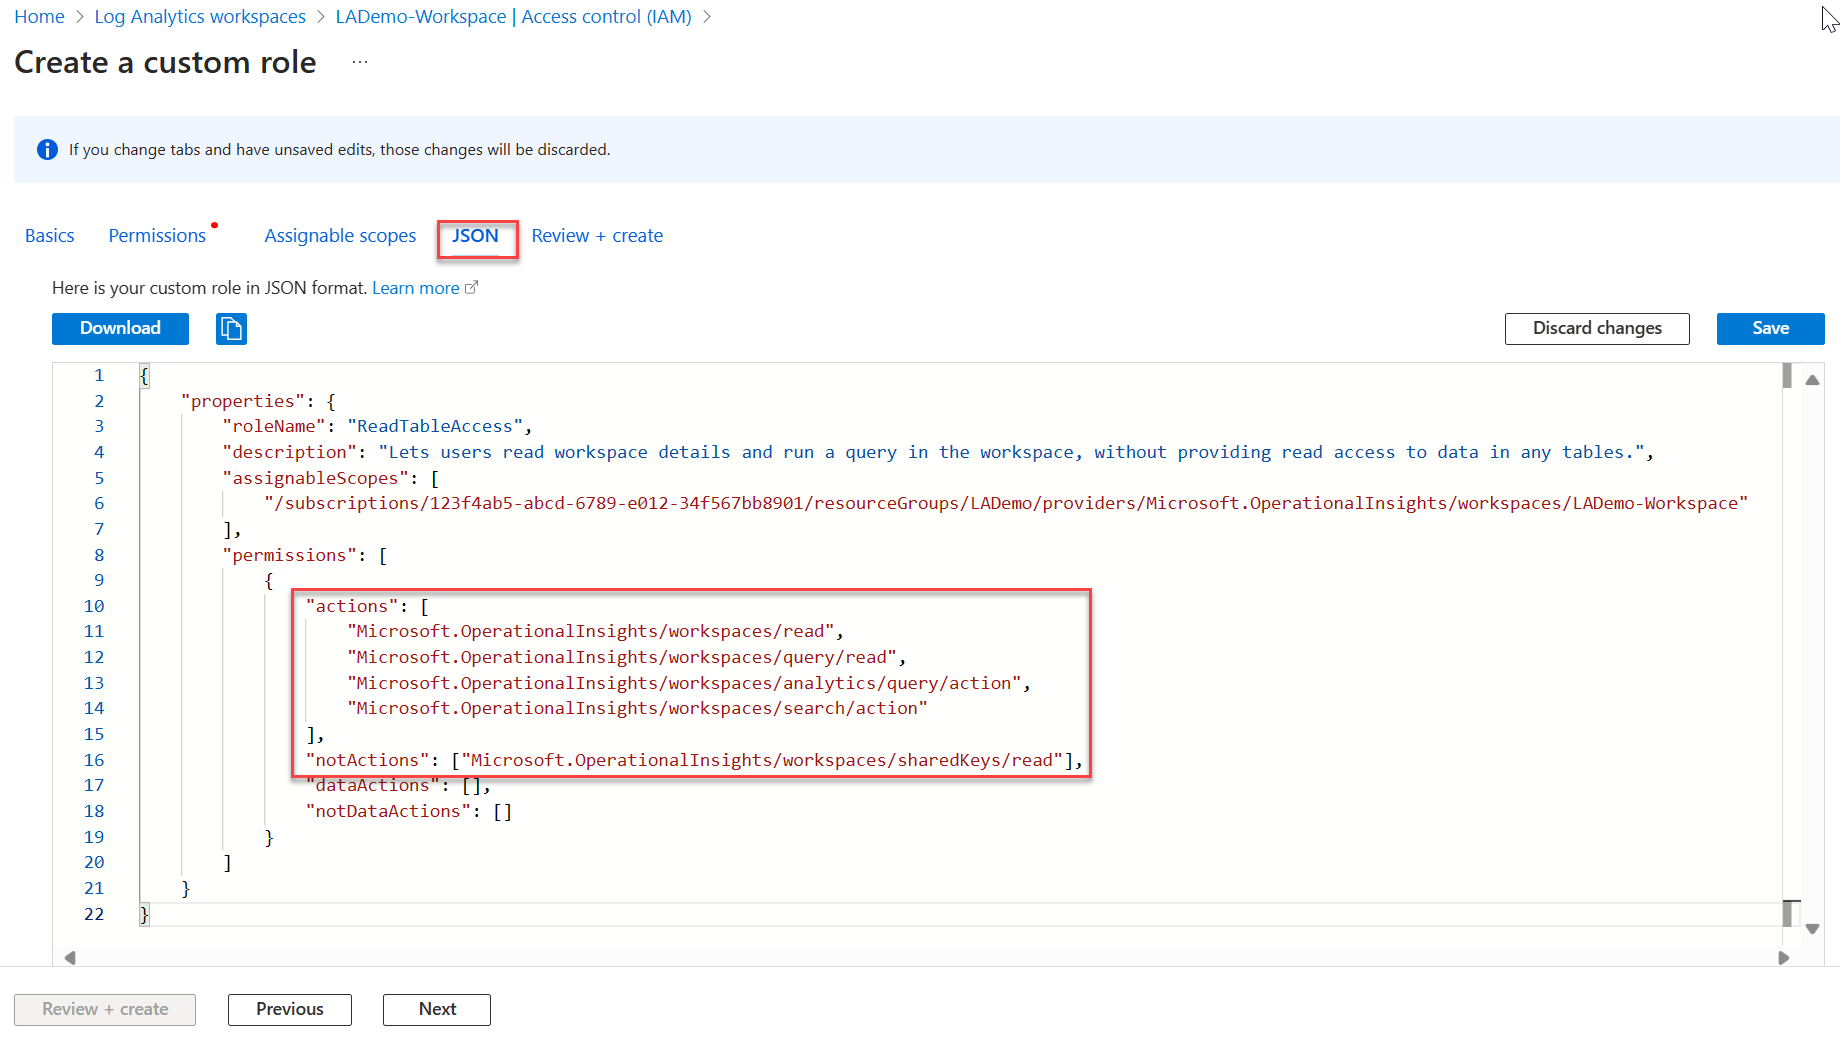 Home > Log Analytics workspaces > LADemo-Workspace | Access control (IAM) >
Create a custom role ...
If you change tabs and have unsaved edits, those changes will be discarded.
Basics Permissions Assignable scopes JSON Review + create
Here is your custom role in JSON format. Learn more
Download Discard changes Save
1 {
2 "properties": {
3 "roleName": "ReadTableAccess",
4 "description": "Lets users read workspace details and run a query in the workspace, without providing read access to data in any tables.",
5 "assignableScopes": [
6 "/subscriptions/123f4ab5-abcd-6789-e012-34f567bb8901/resourceGroups/LADemo/providers/Microsoft.OperationalInsights/workspaces/LADemo-Workspace"
7 ],
8 "permissions": [
9 {
10 "actions": [
11 "Microsoft.OperationalInsights/workspaces/read",
12 "Microsoft.OperationalInsights/workspaces/query/read",
13 "Microsoft.OperationalInsights/workspaces/analytics/query/action",
14 "Microsoft.OperationalInsights/workspaces/search/action"
15 ],
16 "notActions": ["Microsoft.OperationalInsights/workspaces/sharedKeys/read"],
17 "dataActions": [],
18 "notDataActions": []
19 }
20 ]
21 }
22 }
Review + create Previous Next